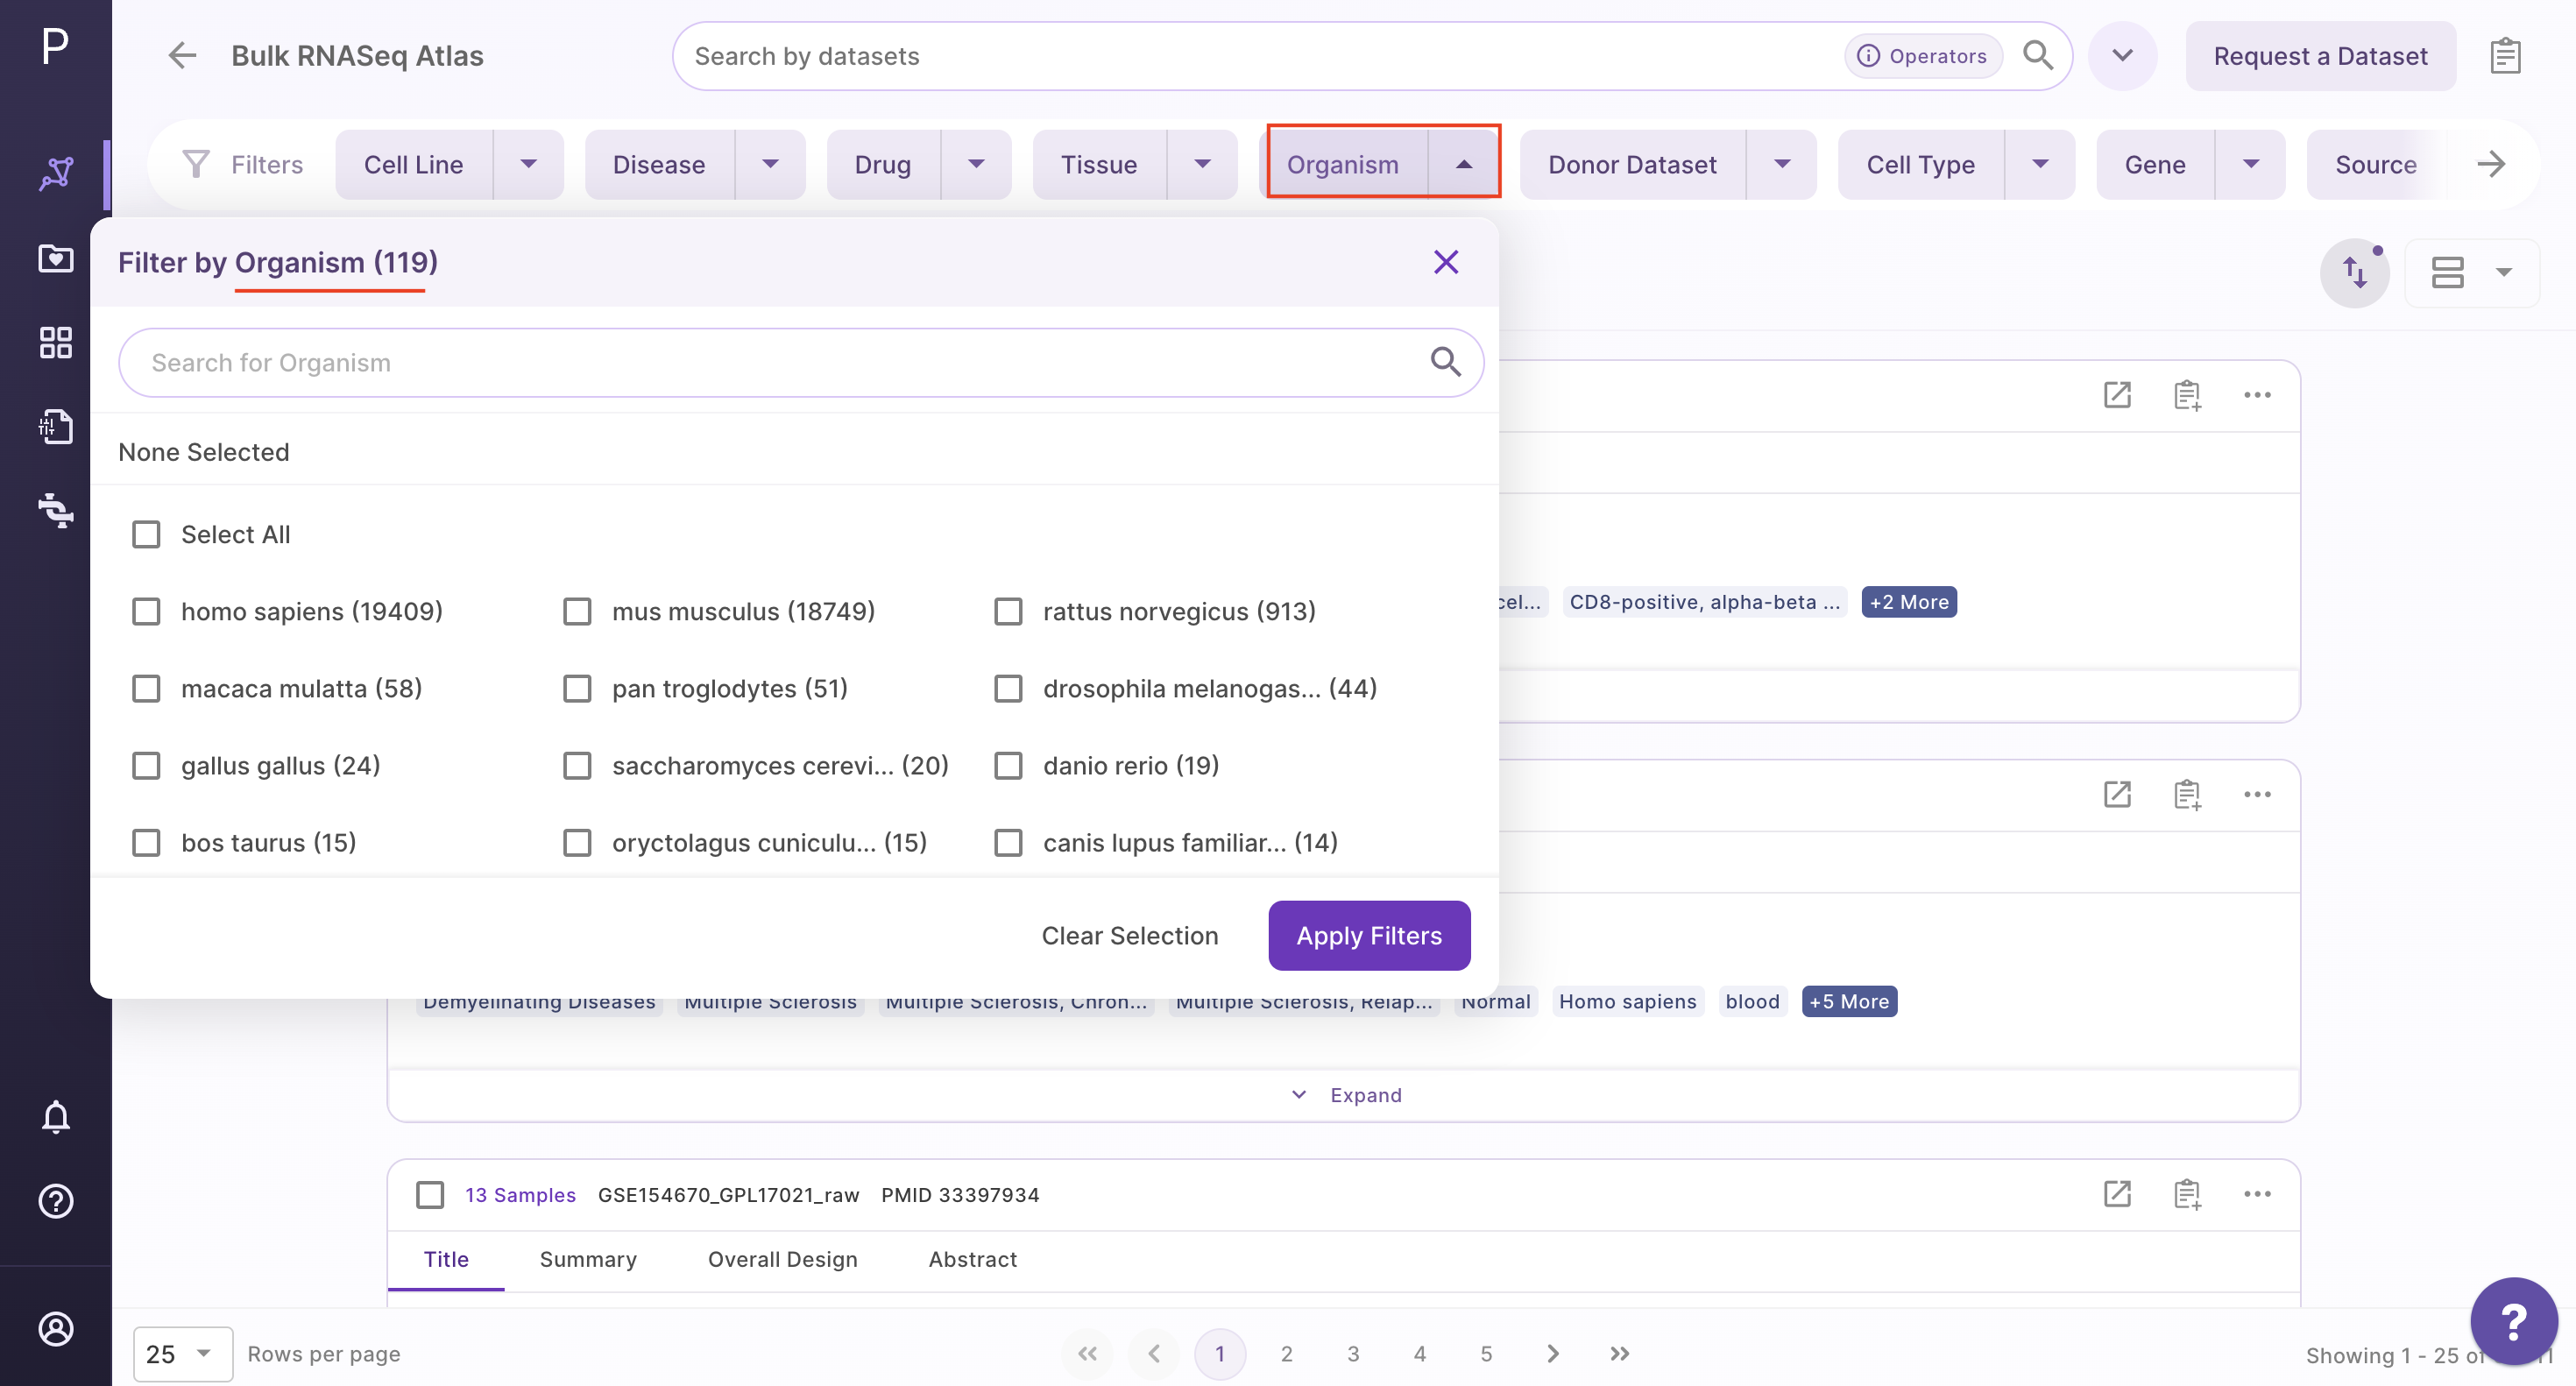 P
Bulk RNASeq Atlas
Search by datasets
Operators
Request a Dataset
Filters
Cell Line
Disease
Drug
Tissue
Organism
Donor Dataset
Cell Type
Gene
Source
Filter by Organism (119)
Search for Organism
None Selected
Select All
homo sapiens (19409)
mus musculus (18749)
rattus norvegicus (913)
macaca mulatta (58)
pan troglodytes (51)
drosophila melanogas... (44)
gallus gallus (24)
saccharomyces cerevi... (20)
danio rerio (19)
bos taurus (15)
oryctolagus cuniculu... (15)
canis lupus familiar... (14)
Clear Selection
Apply Filters
cel...
CD8-positive, alpha-beta ...
+2 More
Demyelinating Diseases
Multiple Sclerosis
Multiple Sclerosis, Chron...
Multiple Sclerosis, Relap...
Normal
Homo sapiens
blood
+5 More
Expand
13 Samples
GSE154670_GPL17021_raw
PMID 33397934
Title
Summary
Overall Design
Abstract
25
Rows per page
1
2
3
4
5
Showing 1 - 25 of
?